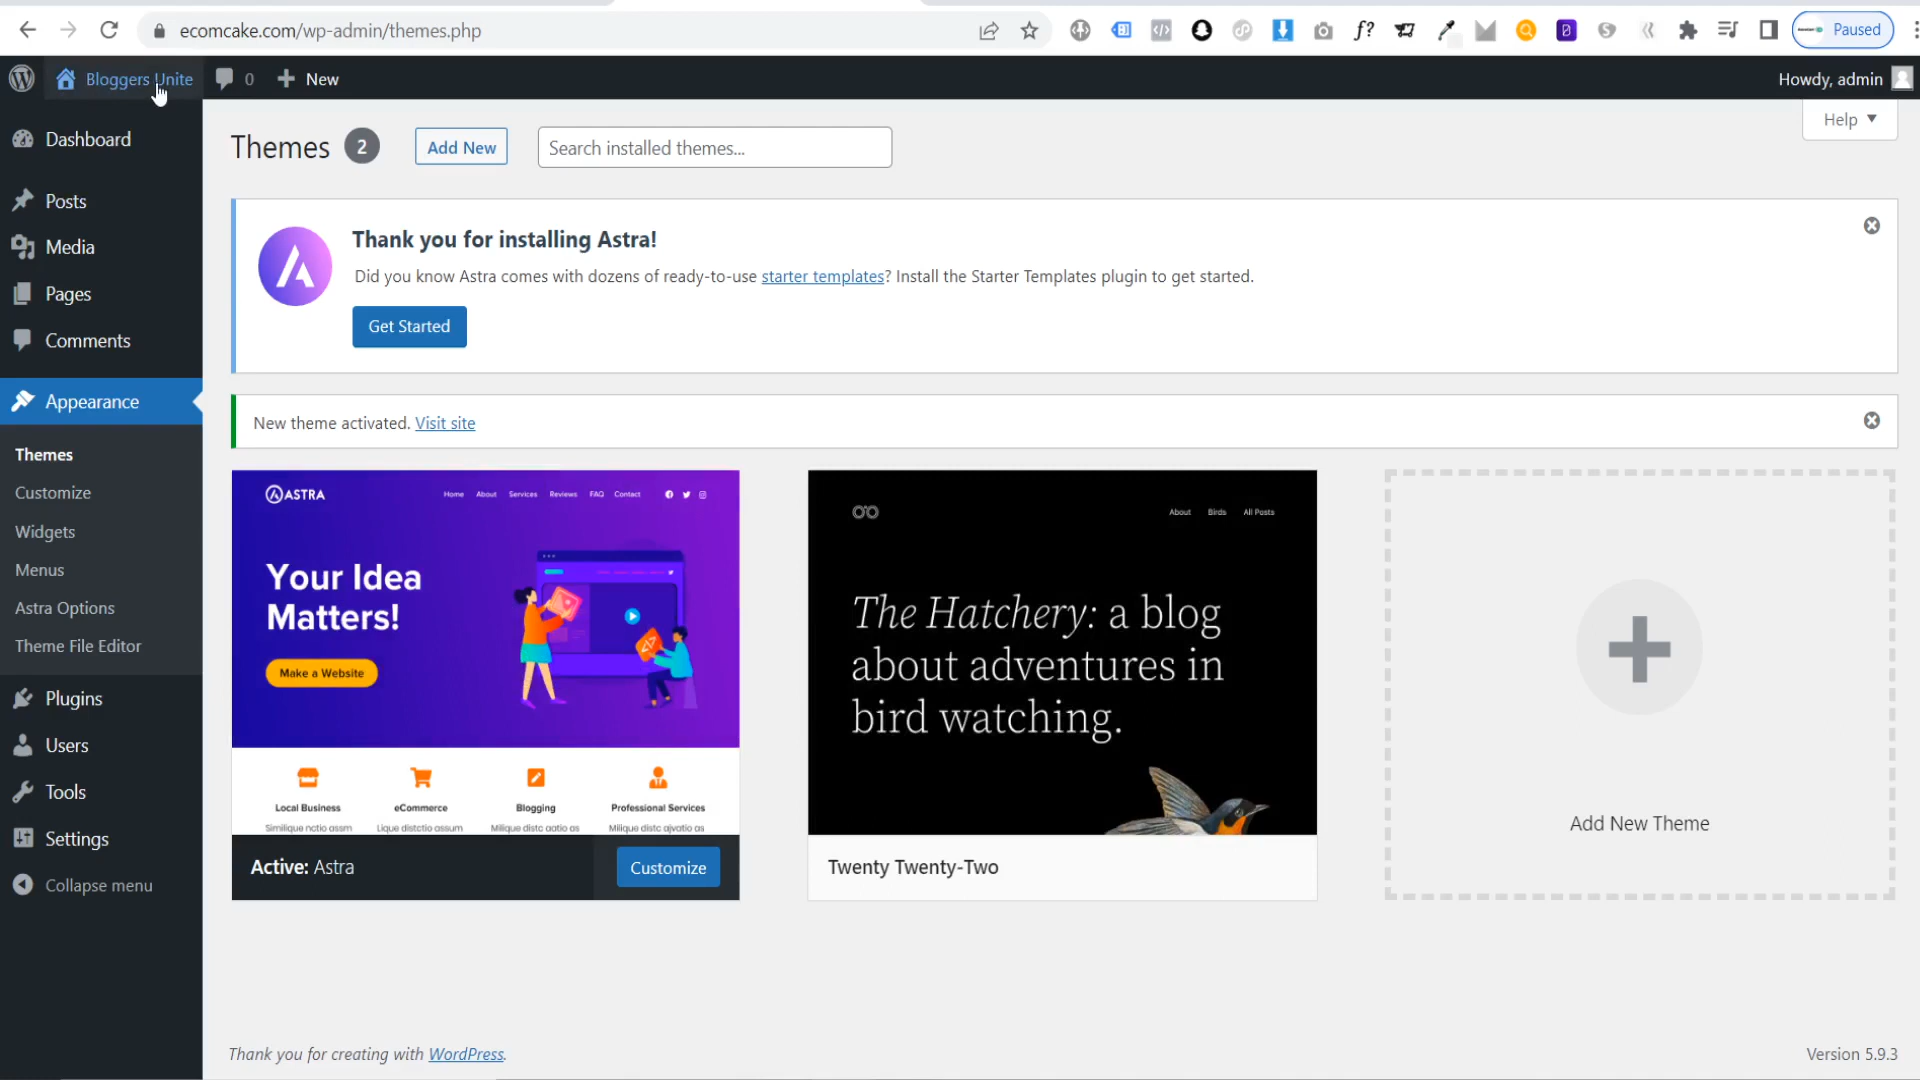 ecomcake.com/wp-admin/themes.php
f?
Paused
Bloggers Unite
0
New
Howdy, admin
Dashboard
Posts
Media
Pages
Comments
Appearance
Themes
Customize
Widgets
Menus
Astra Options
Theme File Editor
Plugins
Users
Tools
Settings
Collapse menu
Themes 2
Add New
Search installed themes...
Help
Thank you for installing Astra!
Did you know Astra comes with dozens of ready-to-use starter templates? Install the Starter Templates plugin to get started.
Get Started
New theme activated. Visit site
ASTRA
Home About Services Reviews FAQ Contact
Your Idea
Matters!
Make a Website
Local Business eCommerce Blogging Professional Services
Active: Astra
Customize
About Birds All Posts
The Hatchery: a blog
about adventures in
bird watching.
Twenty Twenty-Two
Add New Theme
Thank you for creating with WordPress.
Version 5.9.3